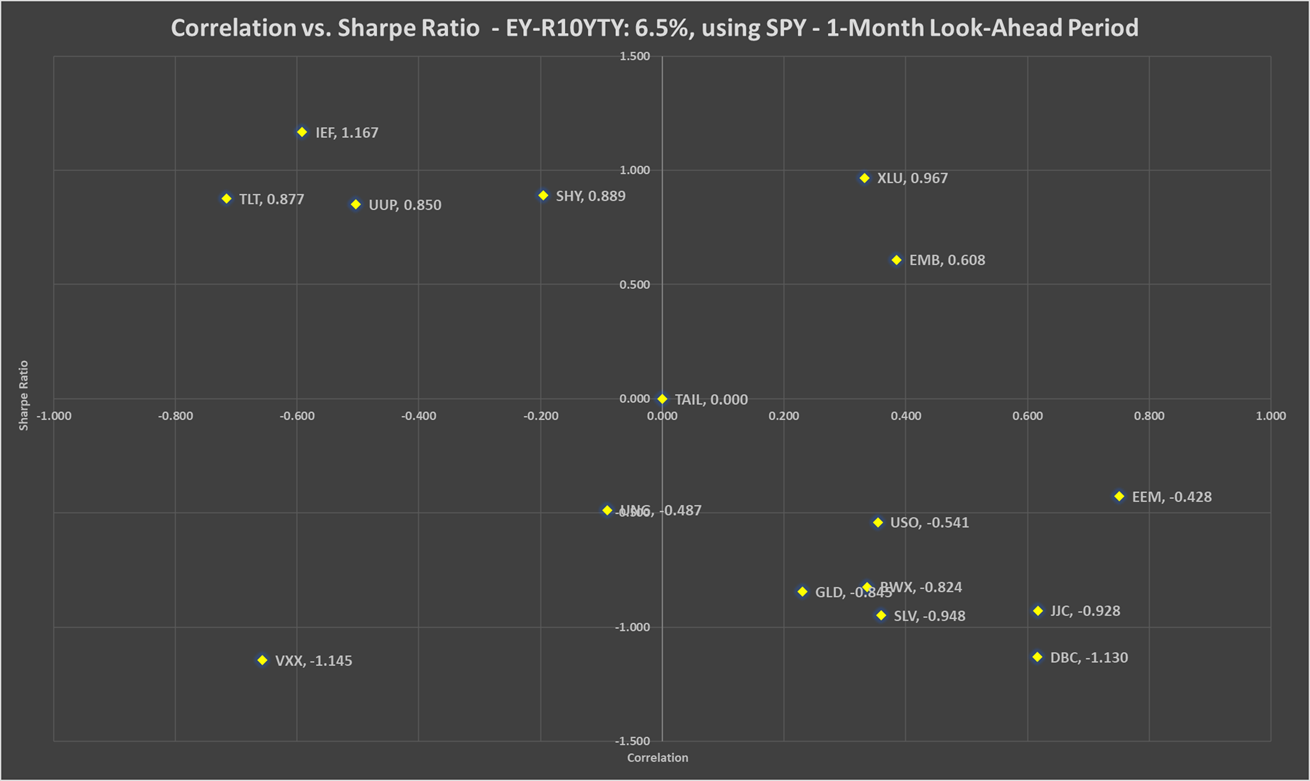 Correlation vs. Sharpe Ratio - EY-R10YTY: 6.5%, using SPY - 1-Month Look-Ahead Period
1.500
IEF, 1.167
1.000
XLU, 0.967
TLT, 0.877
UUP, 0.850
SHY, 0.889
EMB, 0.608
0.500
Sharpe Ratio
0.000
TAIL, 0.000
-1.000 -0.800 -0.600 -0.400 -0.200 0.000 0.200 0.400 0.600 0.800 1.000
EEM, -0.428
UNG, -0.487
-0.500
USO, -0.541
BWX, -0.824
GLD, -0.845
SLV, -0.948
JJC, -0.928
-1.000
VXX, -1.145
DBC, -1.130
-1.500
Correlation